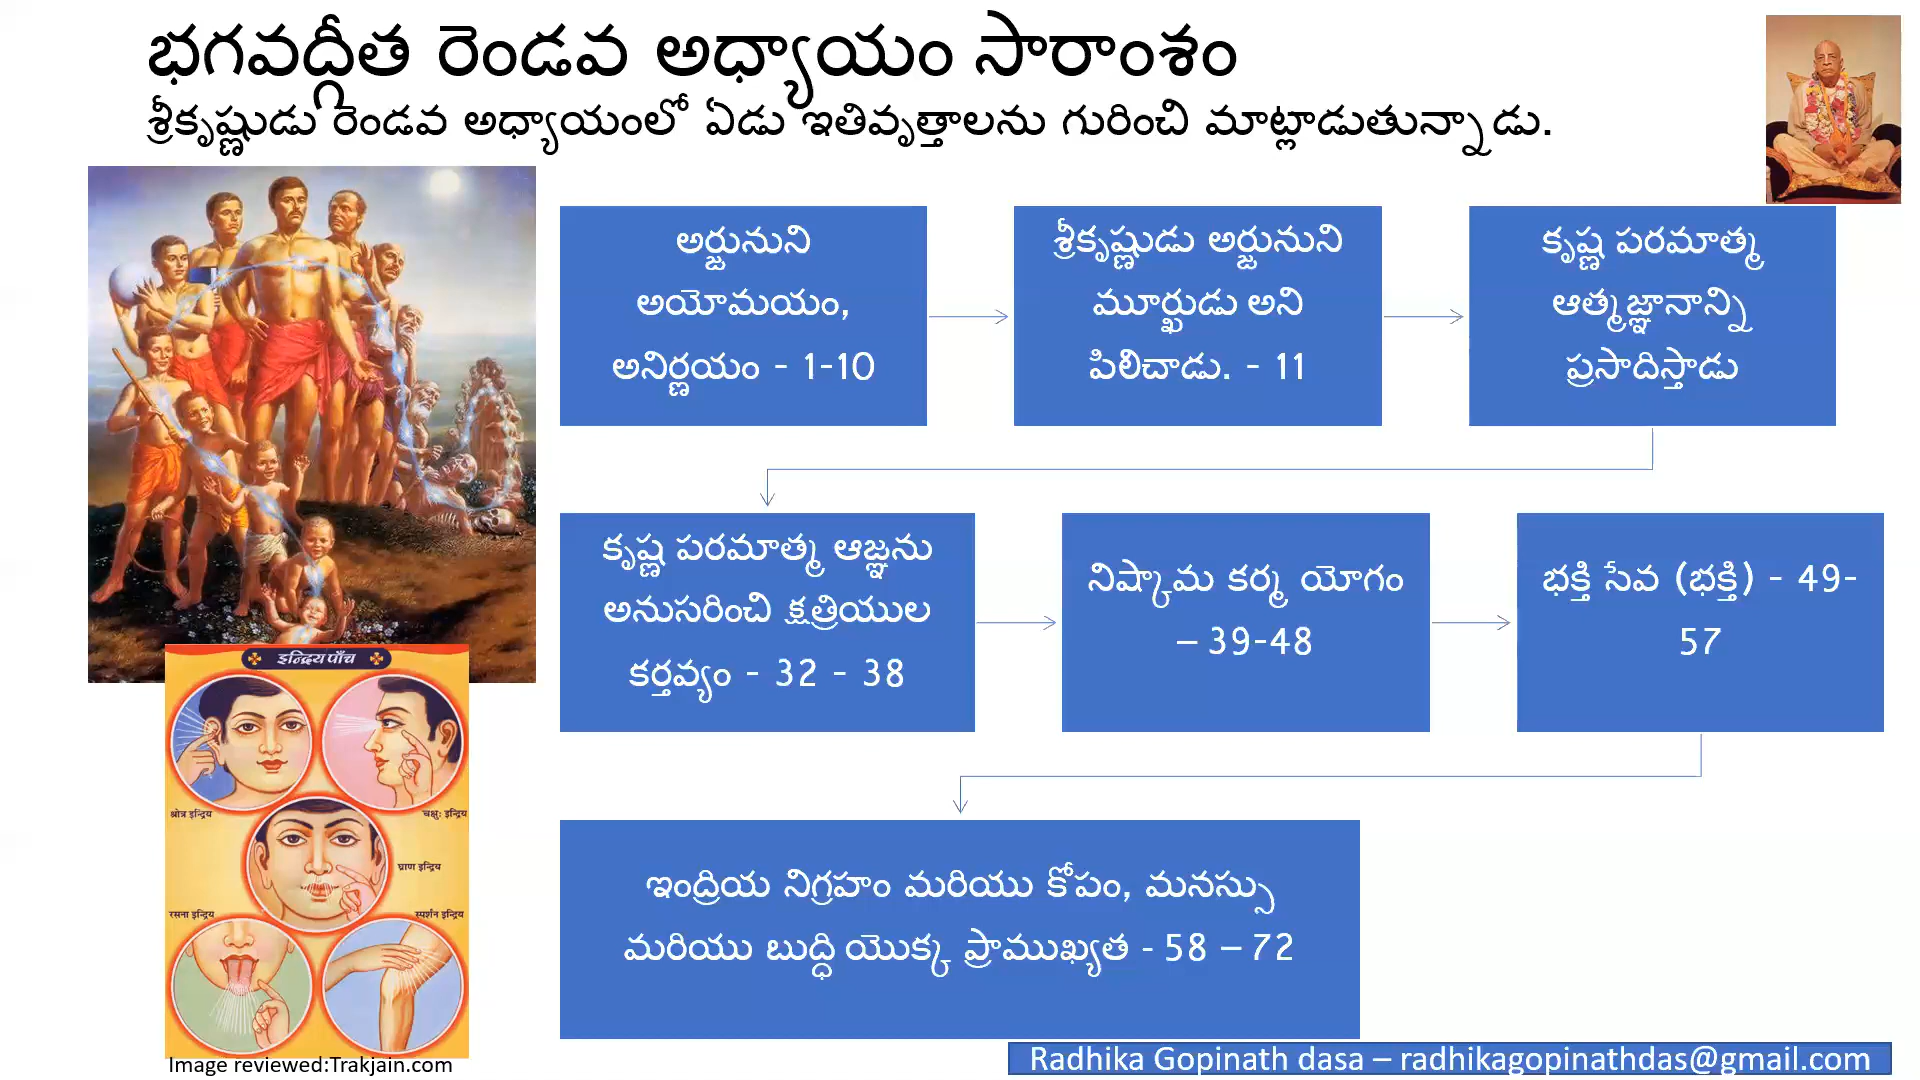 భగవద్గీత రెండవ అధ్యాయం సారాంశం
శ్రీకృష్ణుడు రెండవ అధ్యాయంలో ఏడు ఇతివృత్తాలను గురించి మాట్లాడుతున్నాడు.
అర్జునుని
అయోమయం,
అనిర్ణయం - 1-10
శ్రీకృష్ణుడు అర్జునుని
మూర్ఖుడు అని
పిలిచాడు. - 11
కృష్ణ పరమాత్మ
ఆత్మజ్ఞానాన్ని
ప్రసాదిస్తాడు
కృష్ణ పరమాత్మ ఆజ్ఞను
అనుసరించి క్షత్రియుల
కర్తవ్యం - 32 - 38
నిష్కామ కర్మ యోగం
– 39-48
భక్తి సేవ (భక్తి) - 49-
57
ఇంద్రియ నిగ్రహం మరియు కోపం, మనస్సు
మరియు బుద్ధి యొక్క ప్రాముఖ్యత - 58 – 72
इन्द्रिय पाँच
श्रोत्र इन्द्रिय
चक्षुः इन्द्रिय
घ्राण इन्द्रिय
रसना इन्द्रिय
स्पर्शन इन्द्रिय
Image reviewed:Trakjain.com
Radhika Gopinath dasa – radhikagopinathdas@gmail.com